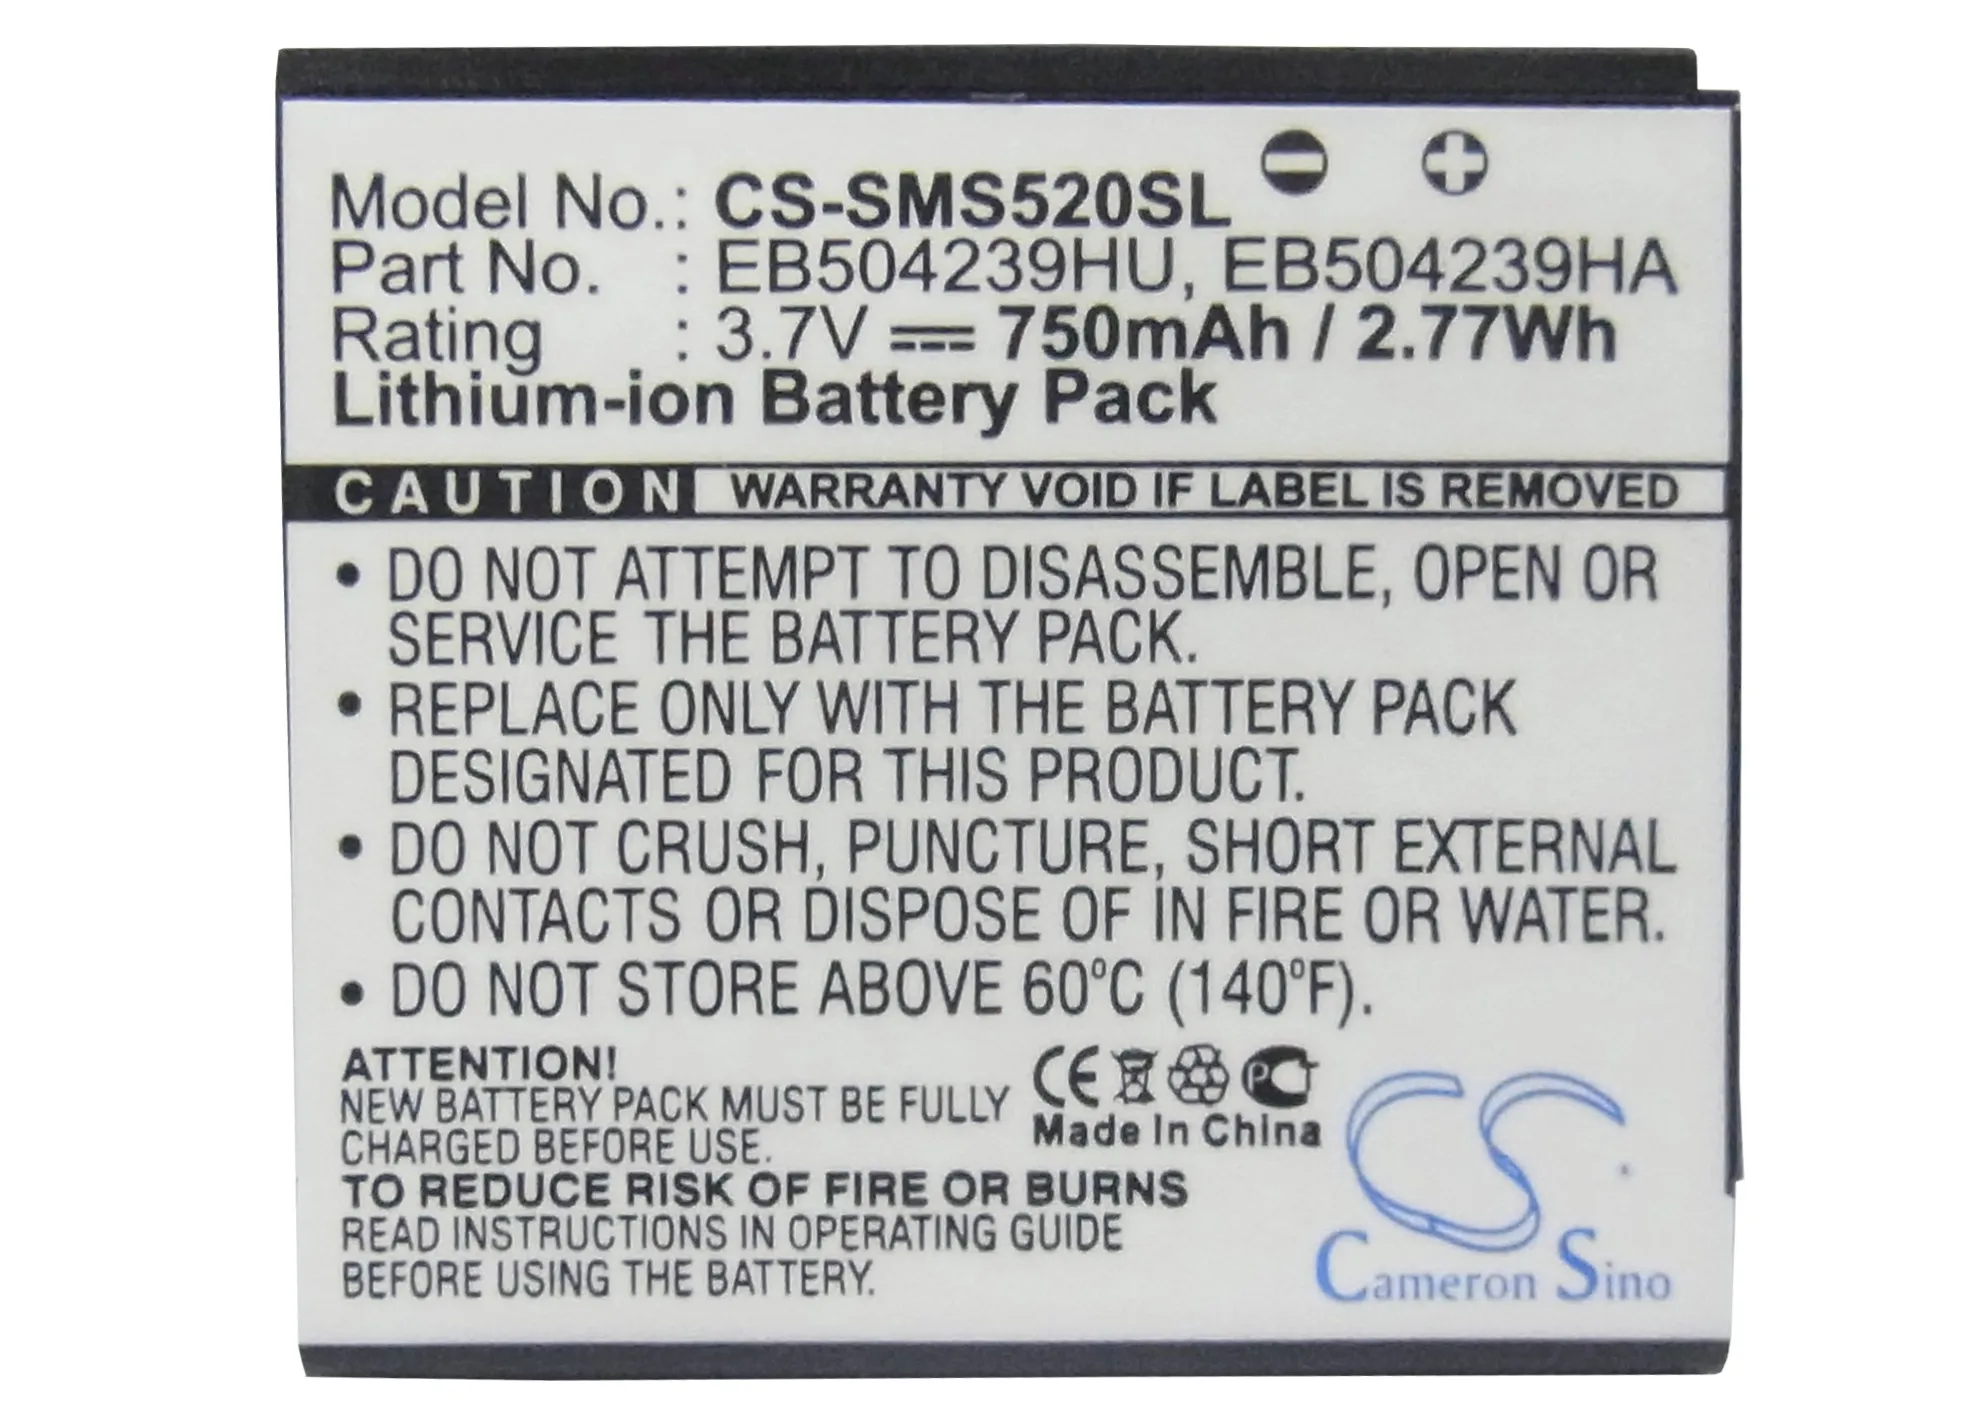 Model No.: CS-SMS520SL
Part No. : EB504239HU, EB504239HA
Rating : 3.7V 750mAh / 2.77Wh
Lithium-ion Battery Pack
CAUTION WARRANTY VOID IF LABEL IS REMOVED
• DO NOT ATTEMPT TO DISASSEMBLE, OPEN OR
SERVICE THE BATTERY PACK.
• REPLACE ONLY WITH THE BATTERY PACK
DESIGNATED FOR THIS PRODUCT.
• DO NOT CRUSH, PUNCTURE, SHORT EXTERNAL
CONTACTS OR DISPOSE OF IN FIRE OR WATER.
• DO NOT STORE ABOVE 60°C (140°F).
ATTENTION!
NEW BATTERY PACK MUST BE FULLY
CHARGED BEFORE USE.
TO REDUCE RISK OF FIRE OR BURNS
READ INSTRUCTIONS IN OPERATING GUIDE
BEFORE USING THE BATTERY.
CE PC
Made In China
CS
Cameron Sino